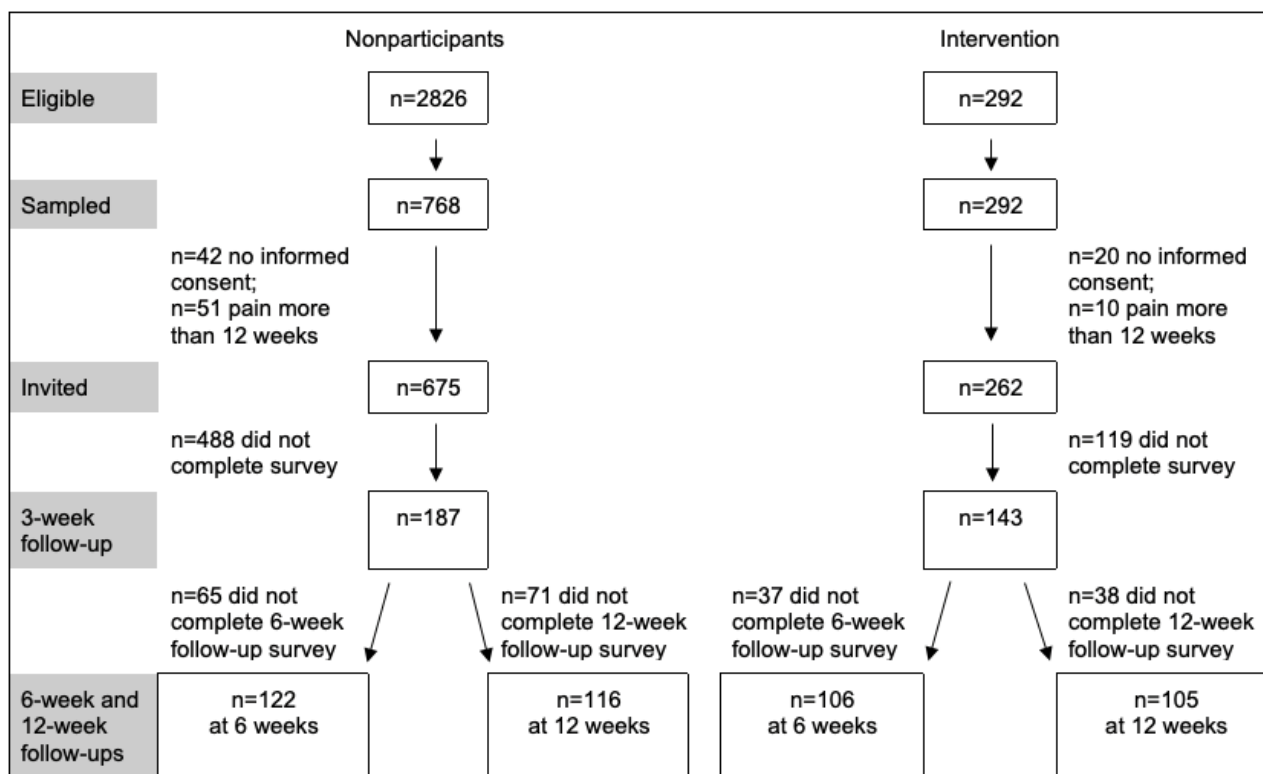 Nonparticipants
Intervention
Eligible
n=2826
n=292
Sampled
n=768
n=292
n=42 no informed
consent;
n=51 pain more
than 12 weeks
n=20 no informed
consent;
n=10 pain more
than 12 weeks
Invited
n=675
n=262
n=488 did not
complete survey
n=119 did not
complete survey
3-week
follow-up
n=187
n=143
n=65 did not
complete 6-week
follow-up survey
n=71 did not
complete 12-week
follow-up survey
n=37 did not
complete 6-week
follow-up survey
n=38 did not
complete 12-week
follow-up survey
6-week and
12-week
follow-ups
n=122
at 6 weeks
n=116
at 12 weeks
n=106
at 6 weeks
n=105
at 12 weeks